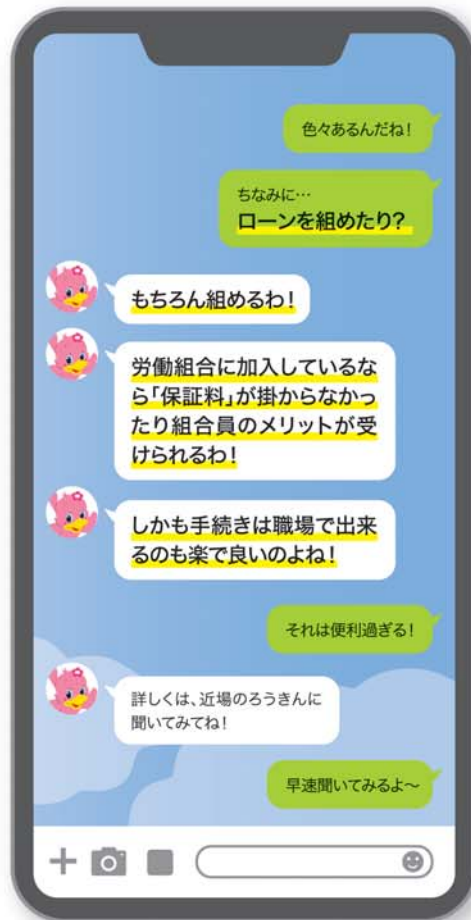 色々あるんだね！
ちなみに…
ローンを組めたり？
もちろん組めるわ！
労働組合に加入しているな
ら「保証料」が掛からなかっ
たり組合員のメリットが受
けられるわ！
しかも手続きは職場で出来
るのも楽で良いのよね！
それは便利過ぎる！
詳しくは、近場のろうきんに
聞いてみてね！
早速聞いてみるよ～